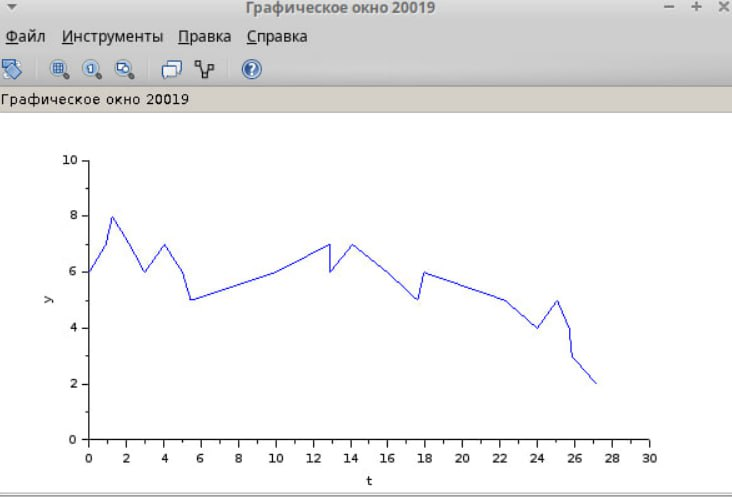 Графическое окно 20019
Файл Инструменты Правка Справка
Графическое окно 20019
10
8
6
4
2
0
y
0 2 4 6 8 10 12 14 16 18 20 22 24 26 28 30
t